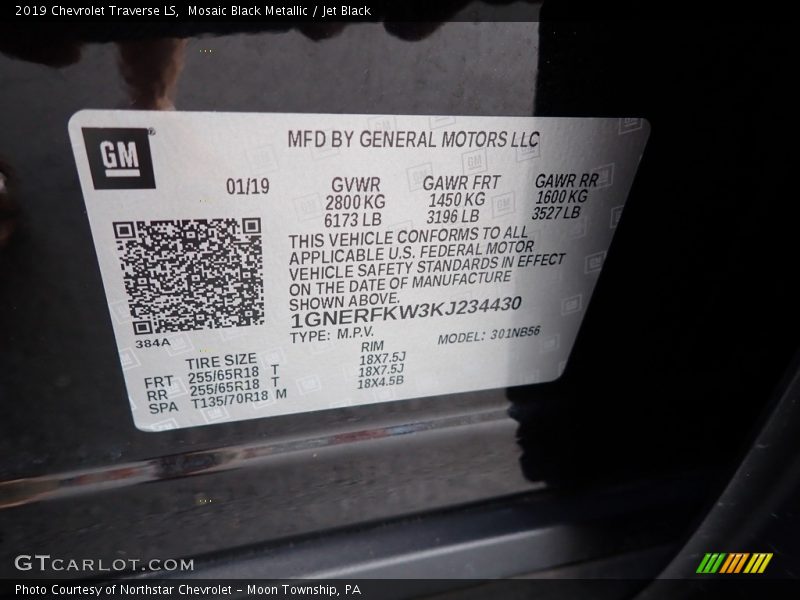 2019 Chevrolet Traverse LS, Mosaic Black Metallic / Jet Black
GM
MFD BY GENERAL MOTORS LLC
01/19
GVWR GAWR FRT GAWR RR
2800 KG 1450 KG 1600 KG
6173 LB 3196 LB 3527 LB
THIS VEHICLE CONFORMS TO ALL
APPLICABLE U.S. FEDERAL MOTOR
VEHICLE SAFETY STANDARDS IN EFFECT
ON THE DATE OF MANUFACTURE
SHOWN ABOVE.
1GNERFKW3KJ234430
TYPE: M.P.V. MODEL: 301NB56
384A
TIRE SIZE RIM
FRT 255/65R18 T 18X7.5J
RR 255/65R18 T 18X7.5J
SPA T135/70R18 M 18X4.5B
GTCARLOT.COM
Photo Courtesy of Northstar Chevrolet - Moon Township, PA